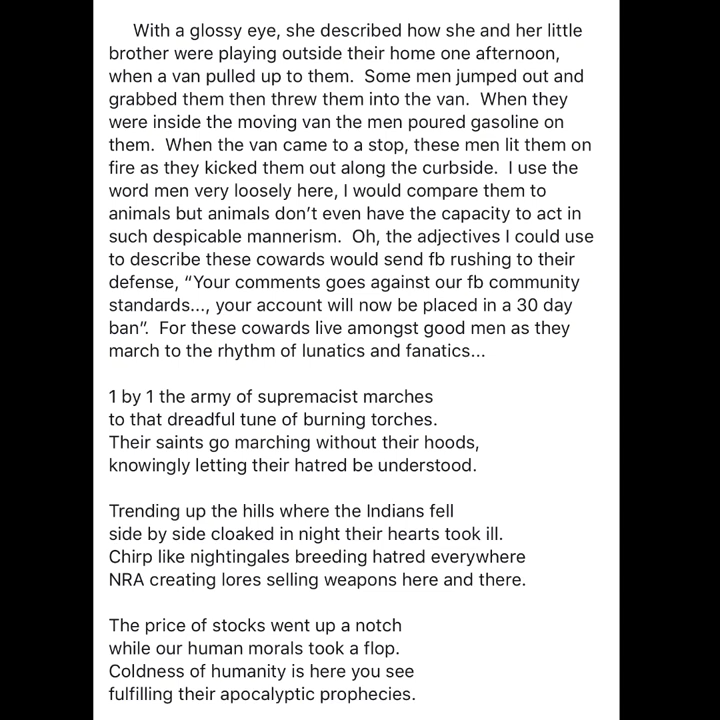 With a glossy eye, she described how she and her little
brother were playing outside their home one afternoon,
when a van pulled up to them.  Some men jumped out and
grabbed them then threw them into the van.  When they
were inside the moving van the men poured gasoline on
them.  When the van came to a stop, these men lit them on
fire as they kicked them out along the curbside.  I use the
word men very loosely here, I would compare them to
animals but animals don’t even have the capacity to act in
such despicable mannerism.  Oh, the adjectives I could use
to describe these cowards would send fb rushing to their
defense, “Your comments goes against our fb community
standards..., your account will now be placed in a 30 day
ban”.  For these cowards live amongst good men as they
march to the rhythm of lunatics and fanatics...
1 by 1 the army of supremacist marches
to that dreadful tune of burning torches.
Their saints go marching without their hoods,
knowingly letting their hatred be understood.
Trending up the hills where the Indians fell
side by side cloaked in night their hearts took ill.
Chirp like nightingales breeding hatred everywhere
NRA creating lores selling weapons here and there.
The price of stocks went up a notch
while our human morals took a flop.
Coldness of humanity is here you see
fulfilling their apocalyptic prophecies.